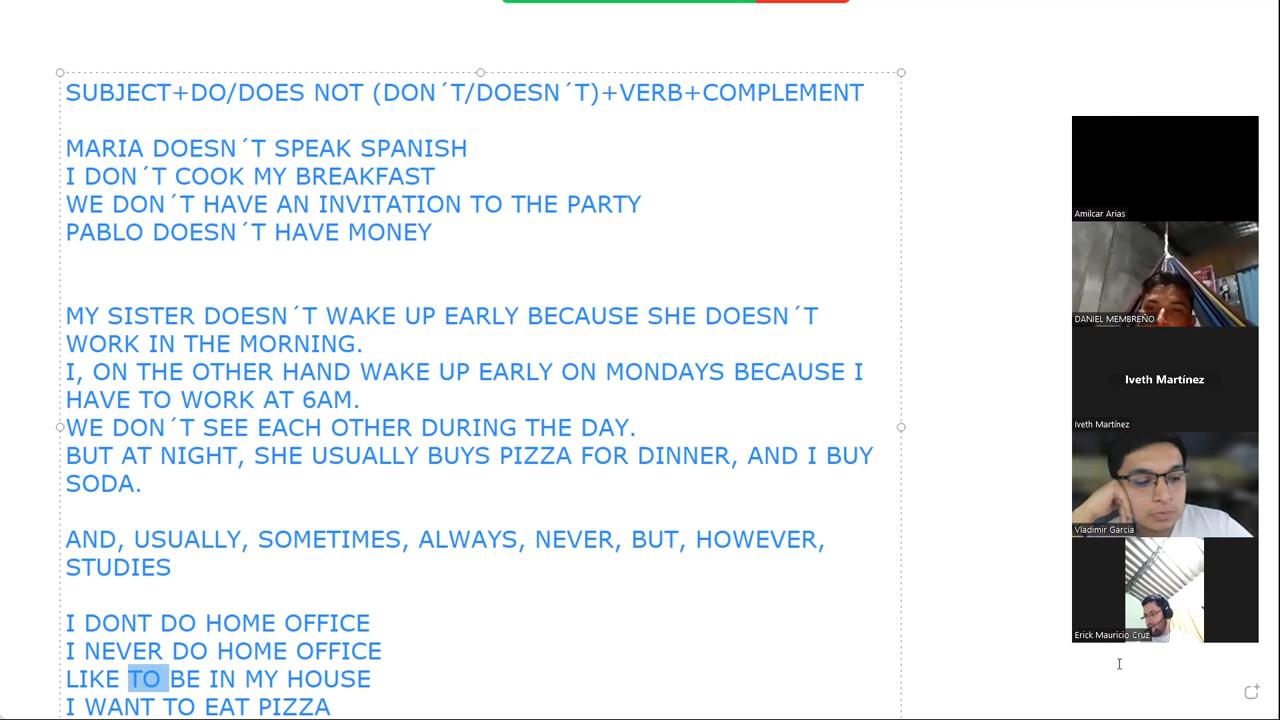 SUBJECT+DO/DOES NOT (DON´T/DOESN´T)+VERB+COMPLEMENT
MARIA DOESN´T SPEAK SPANISH
I DON´T COOK MY BREAKFAST
WE DON´T HAVE AN INVITATION TO THE PARTY
PABLO DOESN´T HAVE MONEY
MY SISTER DOESN´T WAKE UP EARLY BECAUSE SHE DOESN´T
WORK IN THE MORNING.
I, ON THE OTHER HAND WAKE UP EARLY ON MONDAYS BECAUSE I
HAVE TO WORK AT 6AM.
WE DON´T SEE EACH OTHER DURING THE DAY.
BUT AT NIGHT, SHE USUALLY BUYS PIZZA FOR DINNER, AND I BUY
SODA.
AND, USUALLY, SOMETIMES, ALWAYS, NEVER, BUT, HOWEVER,
STUDIES
I DONT DO HOME OFFICE
I NEVER DO HOME OFFICE
LIKE TO BE IN MY HOUSE
I WANT TO EAT PIZZA
Amilcar Arias
DANIEL MEMBREÑO
Iveth Martínez
Iveth Martínez
Vladimir Garcia
Erick Mauricio Cruz